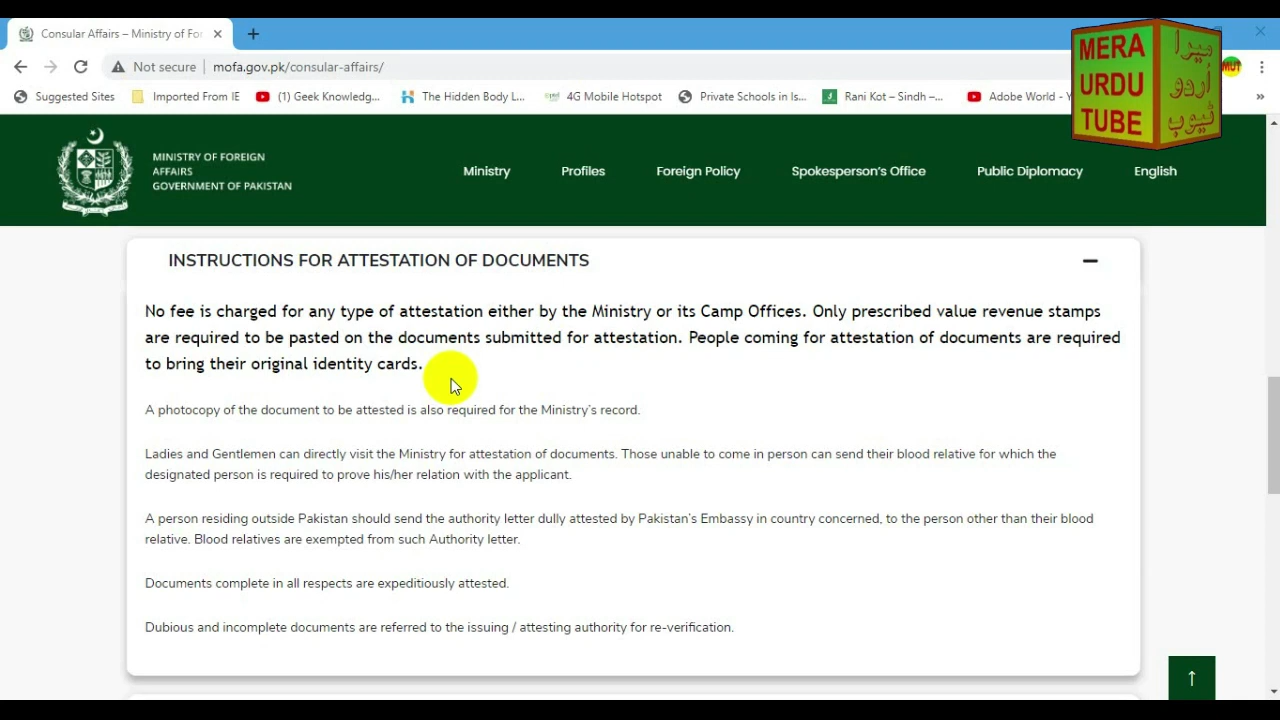 Consular Affairs – Ministry of For
Not secure
mofa.gov.pk/consular-affairs/
MUT
Suggested Sites
Imported From IE
(1) Geek Knowledg...
The Hidden Body L...
4G Mobile Hotspot
Private Schools in Is...
Rani Kot – Sindh –...
Adobe World - Y
»
MERA
URDU
TUBE
میرا
اُردو
ٹیوب
MINISTRY OF FOREIGN
AFFAIRS
GOVERNMENT OF PAKISTAN
Ministry
Profiles
Foreign Policy
Spokesperson's Office
Public Diplomacy
English
INSTRUCTIONS FOR ATTESTATION OF DOCUMENTS
No fee is charged for any type of attestation either by the Ministry or its Camp Offices. Only prescribed value revenue stamps
are required to be pasted on the documents submitted for attestation. People coming for attestation of documents are required
to bring their original identity cards.
A photocopy of the document to be attested is also required for the Ministry's record.
Ladies and Gentlemen can directly visit the Ministry for attestation of documents. Those unable to come in person can send their blood relative for which the
designated person is required to prove his/her relation with the applicant.
A person residing outside Pakistan should send the authority letter dully attested by Pakistan's Embassy in country concerned, to the person other than their blood
relative. Blood relatives are exempted from such Authority letter.
Documents complete in all respects are expeditiously attested.
Dubious and incomplete documents are referred to the issuing / attesting authority for re-verification.